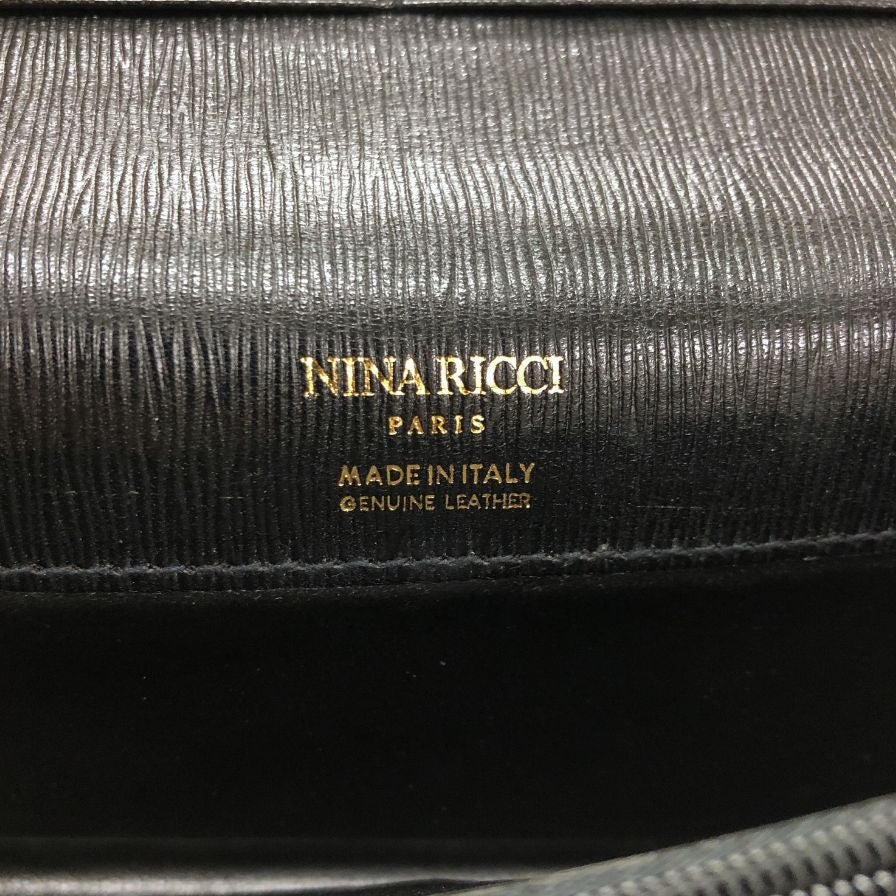 NINA RICCI
PARIS
MADE IN ITALY
GENUINE LEATHER